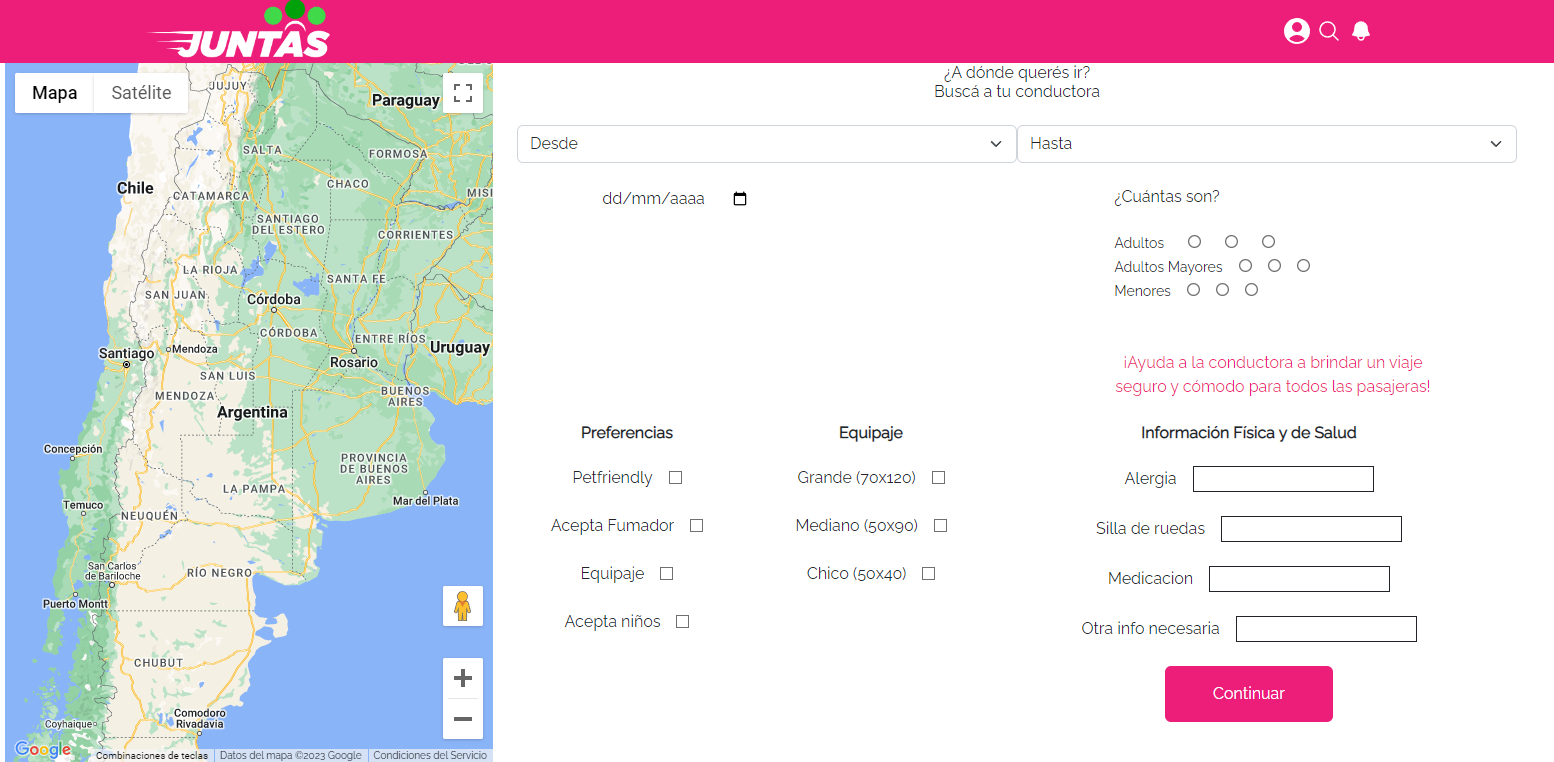 JUNTAS
Mapa
Satélite
JUJUY
Paraguay
SALTA
FORMOSA
CHACO
Chile
CATAMARCA
MISI
SANTIAGO
DEL ESTERO
CORRIENTES
LA RIOJA
SANTA FE
SAN JUAN
Córdoba
CÓRDOBA
ENTRE RÍOS
Santiago
Mendoza
Rosario
Uruguay
SAN LUIS
MENDOZA
BUENOS
AIRES
Argentina
Concepción
PROVINCIA
DE BUENOS
AIRES
LA PAMPA
Mar del Plata
Temuco
NEUQUÉN
San Carlos
de Bariloche
RÍO NEGRO
Puerto Montt
CHUBUT
Comodoro
Rivadavia
Coyhaique
Google
Combinaciones de teclas
Datos del mapa ©2023 Google
Condiciones del Servicio
¿A dónde querés ir?
Buscá a tu conductora
Desde
Hasta
dd/mm/aaaa
¿Cuántas son?
Adultos
Adultos Mayores
Menores
¡Ayuda a la conductora a brindar un viaje
seguro y cómodo para todos las pasajeras!
Preferencias
Petfriendly
Acepta Fumador
Equipaje
Acepta niños
Equipaje
Grande (70x120)
Mediano (50x90)
Chico (50x40)
Información Física y de Salud
Alergia
Silla de ruedas
Medicacion
Otra info necesaria
Continuar